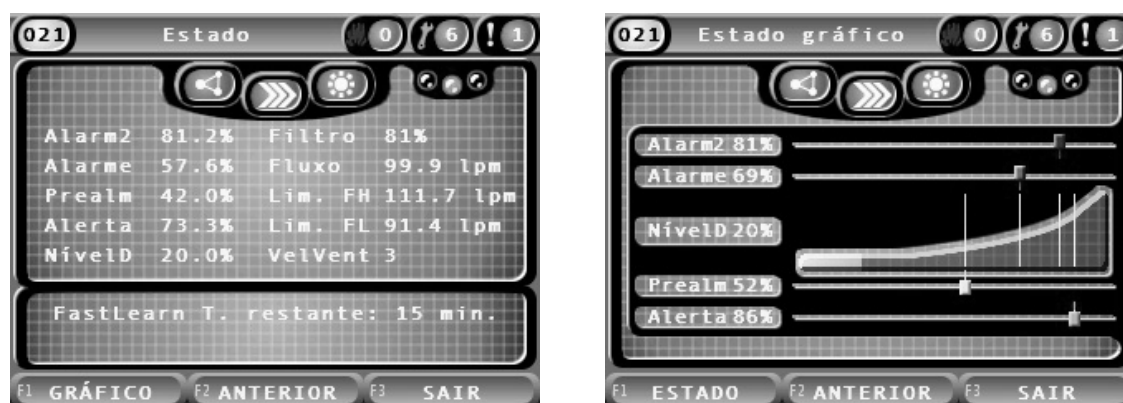 021 Estado 0 6 ! 1
Alarm2 81.2% Filtro 81%
Alarme 57.6% Fluxo 99.9 lpm
Prealm 42.0% Lim. FH 111.7 lpm
Alerta 73.3% Lim. FL 91.4 lpm
NívelD 20.0% VelVent 3
FastLearn T. restante: 15 min.
F1 GRÁFICO F2 ANTERIOR F3 SAIR
021 Estado gráfico 0 6 ! 1
Alarm2 81%
Alarme 69%
NívelD 20%
Prealm 52%
Alerta 86%
F1 ESTADO F2 ANTERIOR F3 SAIR